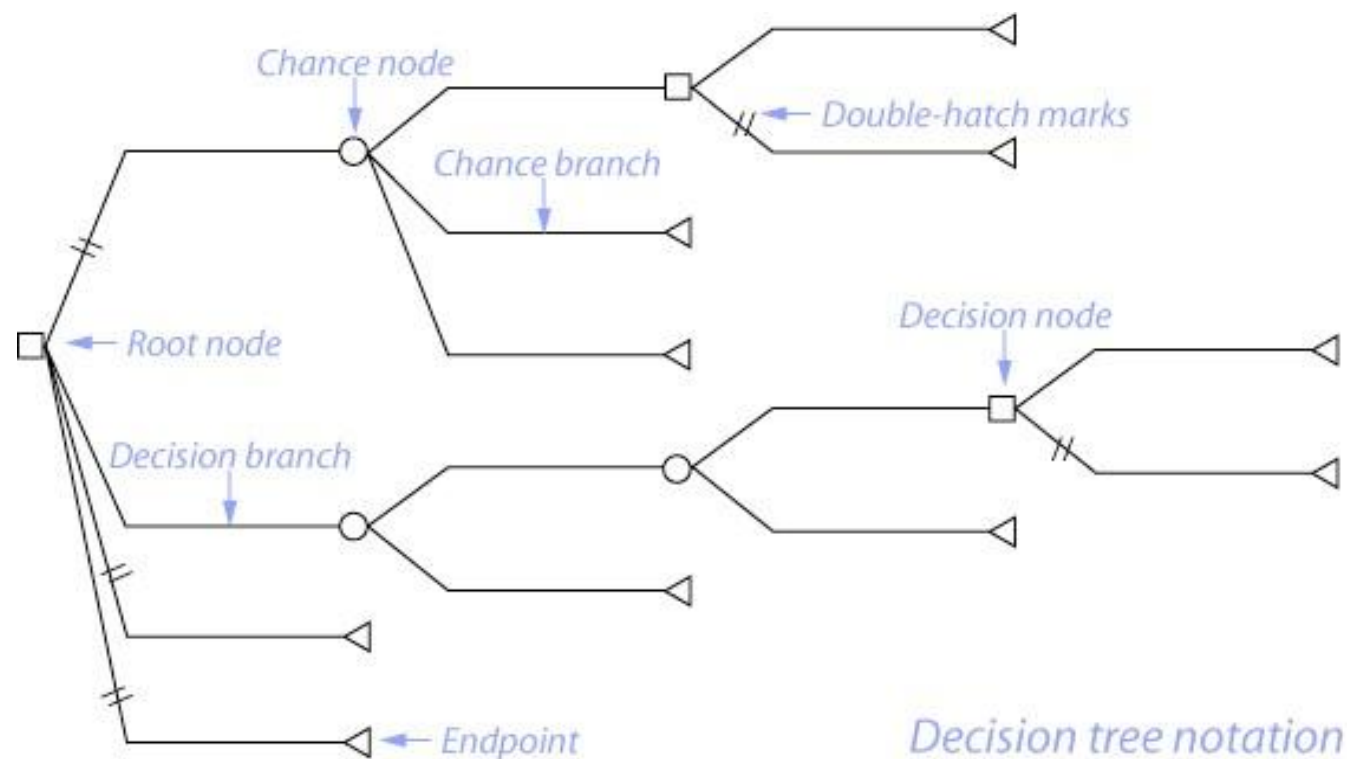 Chance node
Double-hatch marks
Chance branch
Root node
Decision node
Decision branch
Endpoint
Decision tree notation